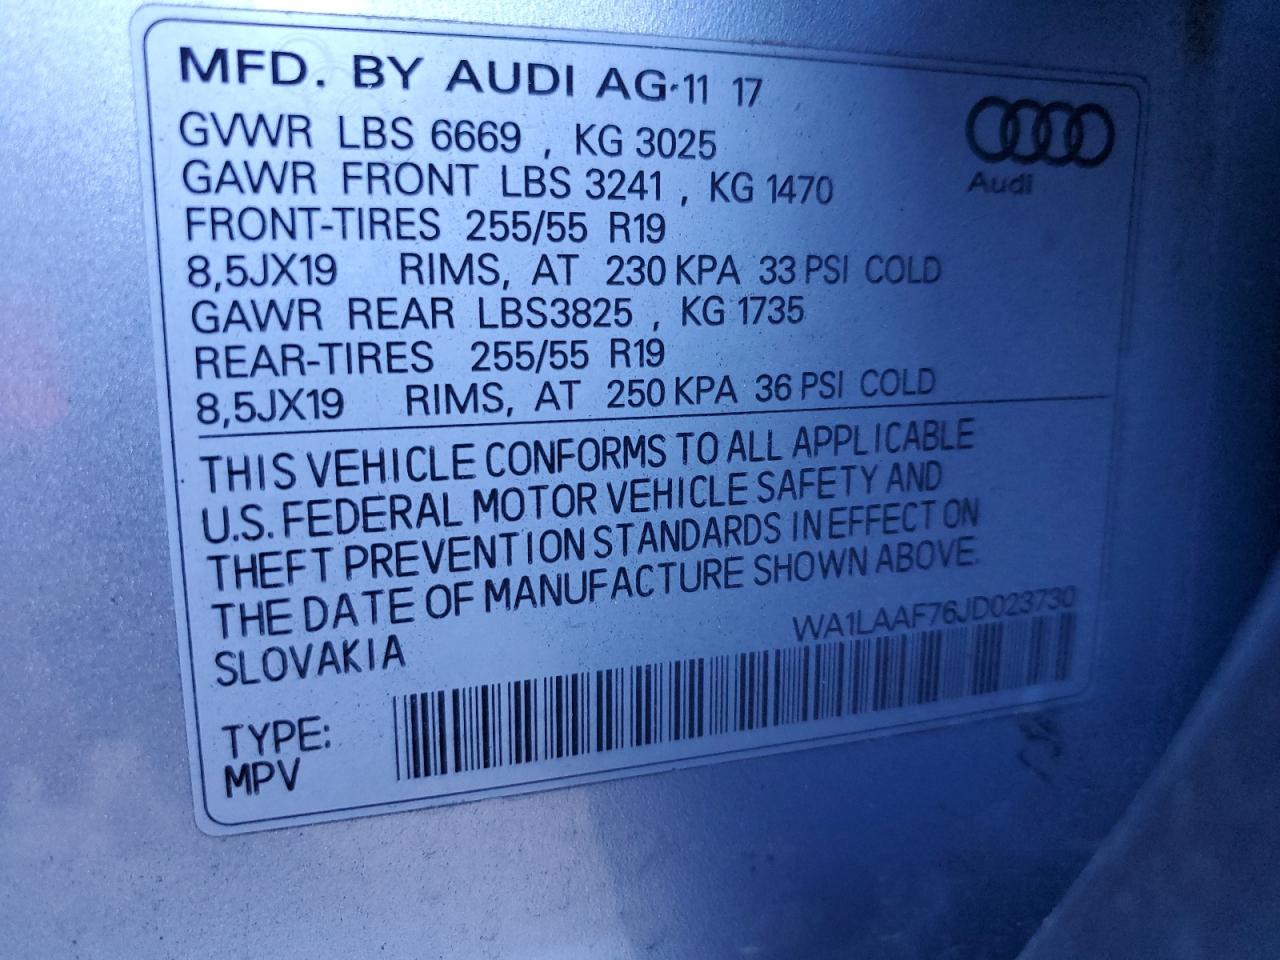 MFD. BY AUDI AG·11 17
GVWR LBS 6669 , KG 3025
GAWR FRONT LBS 3241 , KG 1470
FRONT-TIRES 255/55 R19
8,5JX19 RIMS, AT 230 KPA 33 PSI COLD
GAWR REAR LBS3825 , KG 1735
REAR-TIRES 255/55 R19
8,5JX19 RIMS, AT 250 KPA 36 PSI COLD
Audi
THIS VEHICLE CONFORMS TO ALL APPLICABLE
U.S. FEDERAL MOTOR VEHICLE SAFETY AND
THEFT PREVENTION STANDARDS IN EFFECT ON
THE DATE OF MANUFACTURE SHOWN ABOVE.
SLOVAKIA
WA1LAAF76JD023730
TYPE:
MPV